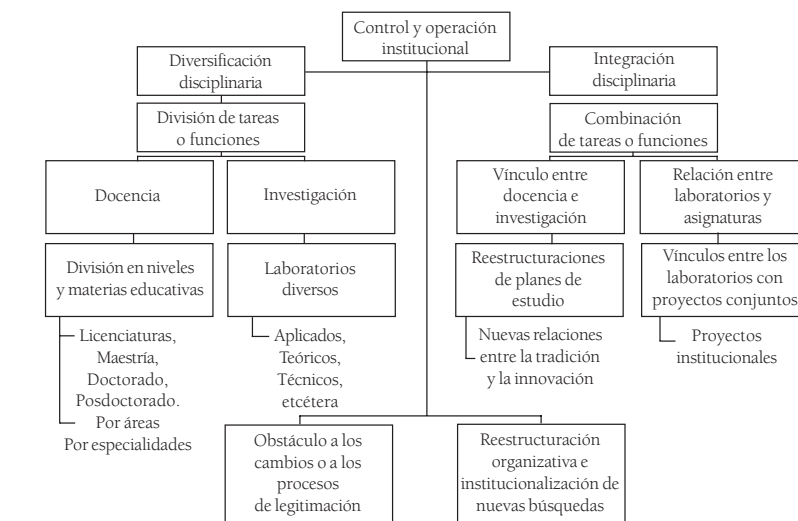 Control y operación
institucional
Diversificación
disciplinaria
Integración
disciplinaria
División de tareas
o funciones
Combinación
de tareas o funciones
Docencia
Investigación
Vínculo entre
docencia e
investigación
Relación entre
laboratorios y
asignaturas
División en niveles
y materias educativas
Laboratorios
diversos
Reestructuraciones
de planes de
estudio
Vínculos entre los
laboratorios con
proyectos conjuntos
Licenciaturas,
Maestría,
Doctorado,
Posdoctorado.
Por áreas
Por especialidades
Aplicados,
Teóricos,
Técnicos,
etcétera
Nuevas relaciones
entre la tradición
y la innovación
Proyectos
institucionales
Obstáculo a los
cambios o a los
procesos
de legitimación
Reestructuración
organizativa e
institucionalización de
nuevas búsquedas